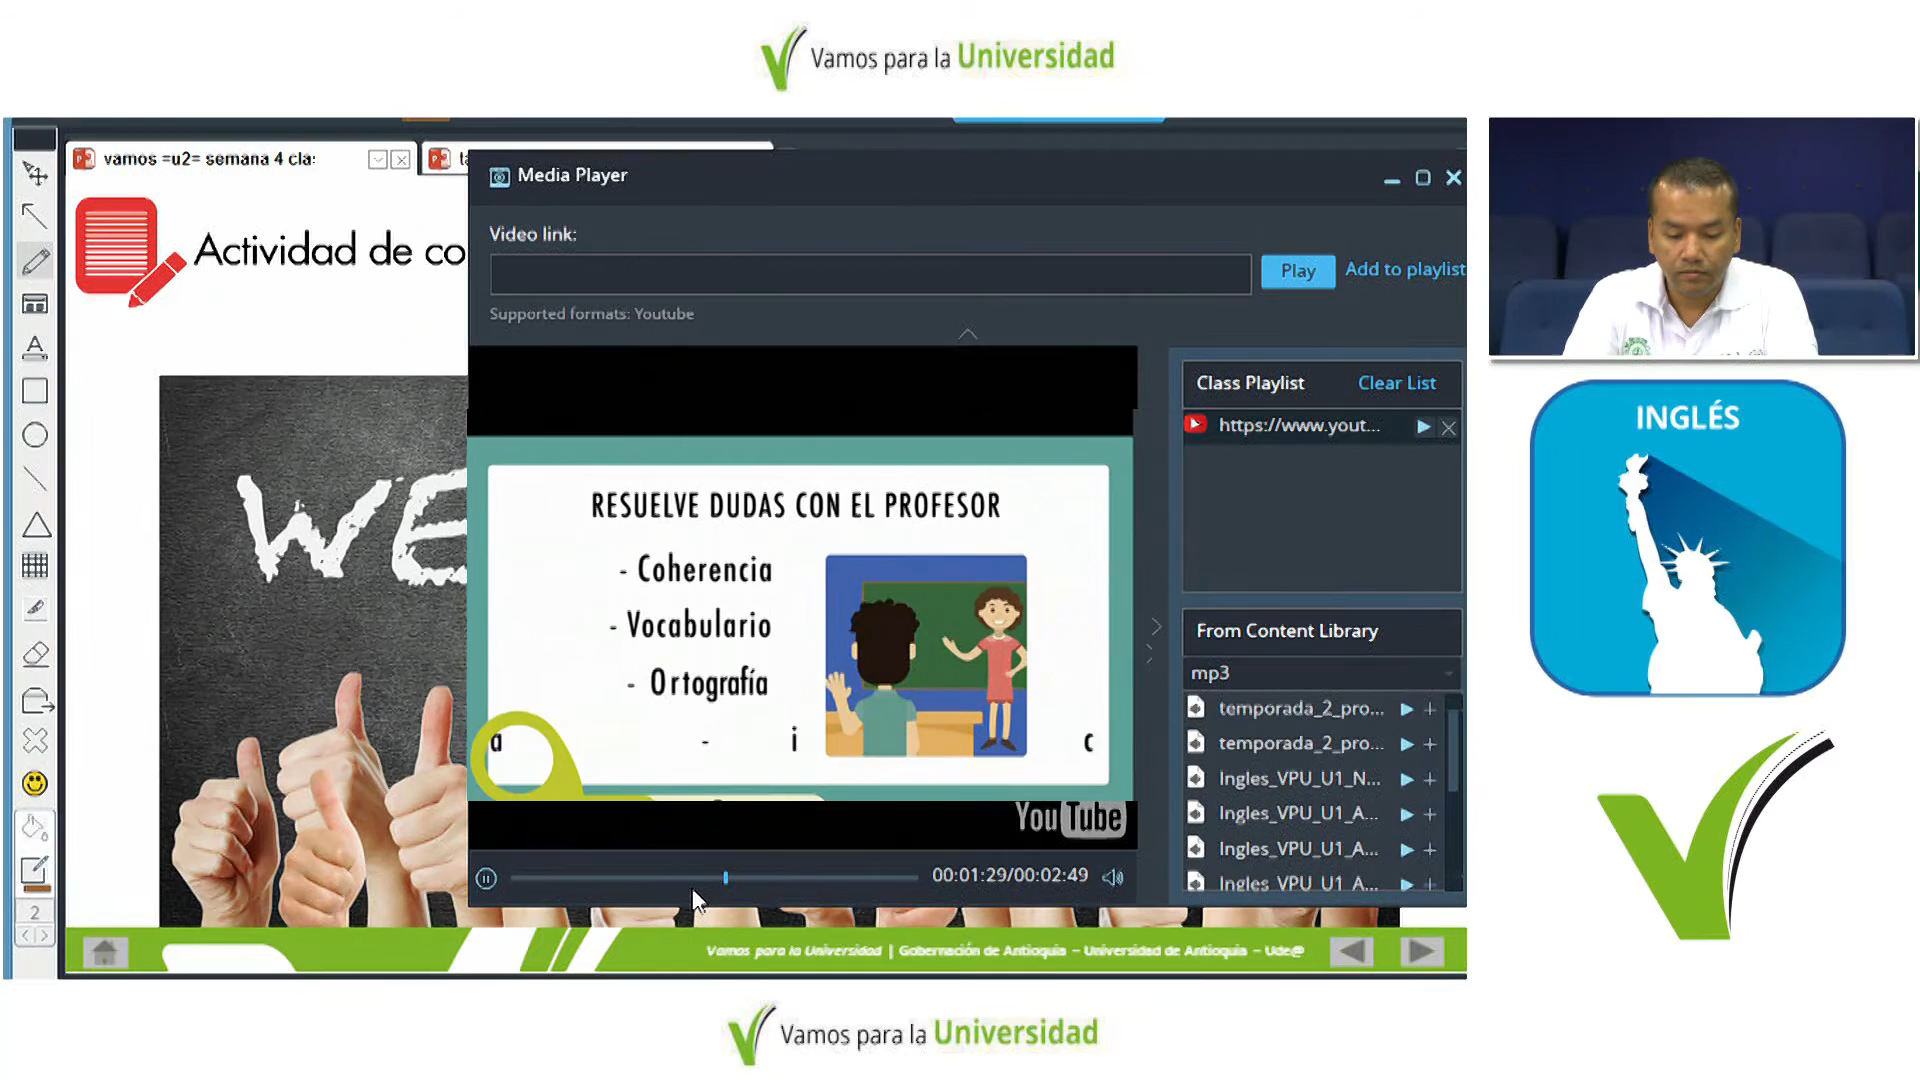 Vamos para la Universidad
vamos =u2= semana 4 cla:
Media Player
Actividad de co
Video link:
Play
Add to playlist
Supported formats: Youtube
Class Playlist
Clear List
https://www.yout...
INGLÉS
WE
RESUELVE DUDAS CON EL PROFESOR
- Coherencia
- Vocabulario
- Ortografía
a - i c
YouTube
From Content Library
mp3
temporada_2_pro...
temporada_2_pro...
Ingles_VPU_U1_N...
Ingles_VPU_U1_A...
Ingles_VPU_U1_A...
Ingles_VPU_U1_A...
00:01:29/00:02:49
2
Vamos para la Universidad | Gobernación de Antioquia – Universidad de Antioquia – Ude@
Vamos para la Universidad